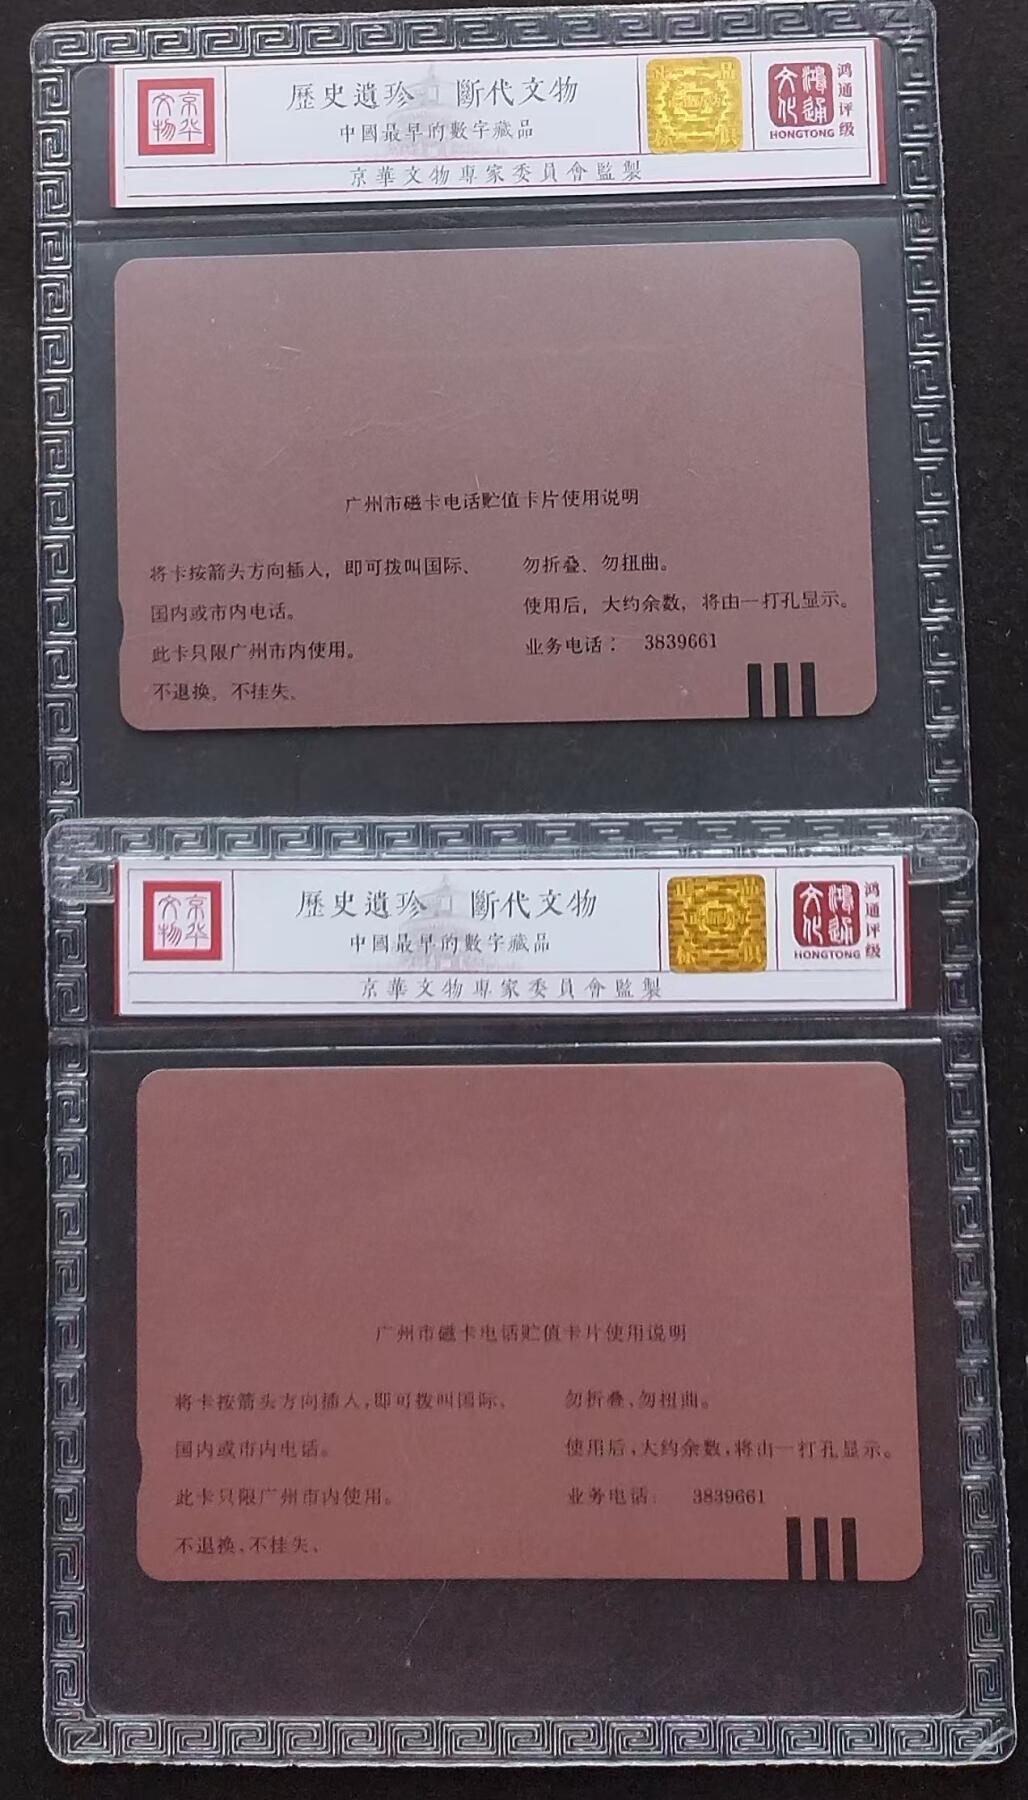 京华
文物
歷史遺珍 斷代文物
中國最早的數字藏品
京華文物專家委員會監製
鴻通
文化
HONGTONG
鸿通评级
广州市磁卡电话贮值卡片使用说明
将卡按箭头方向插入，即可拨叫国际、
国内或市内电话。
此卡只限广州市内使用。
不退换。不挂失、
勿折叠、勿扭曲。
使用后，大约余数，将由一打孔显示。
业务电话： 3839661
京华
文物
歷史遺珍 斷代文物
中國最早的數字藏品
京華文物專家委員會監製
鴻通
文化
HONGTONG
鸿通评级
广州市磁卡电话贮值卡片使用说明
将卡按箭头方向插入，即可拨叫国际、
国内或市内电话。
此卡只限广州市内使用。
不退换、不挂失、
勿折叠、勿扭曲。
使用后，大约余数，将由一打孔显示。
业务电话： 3839661